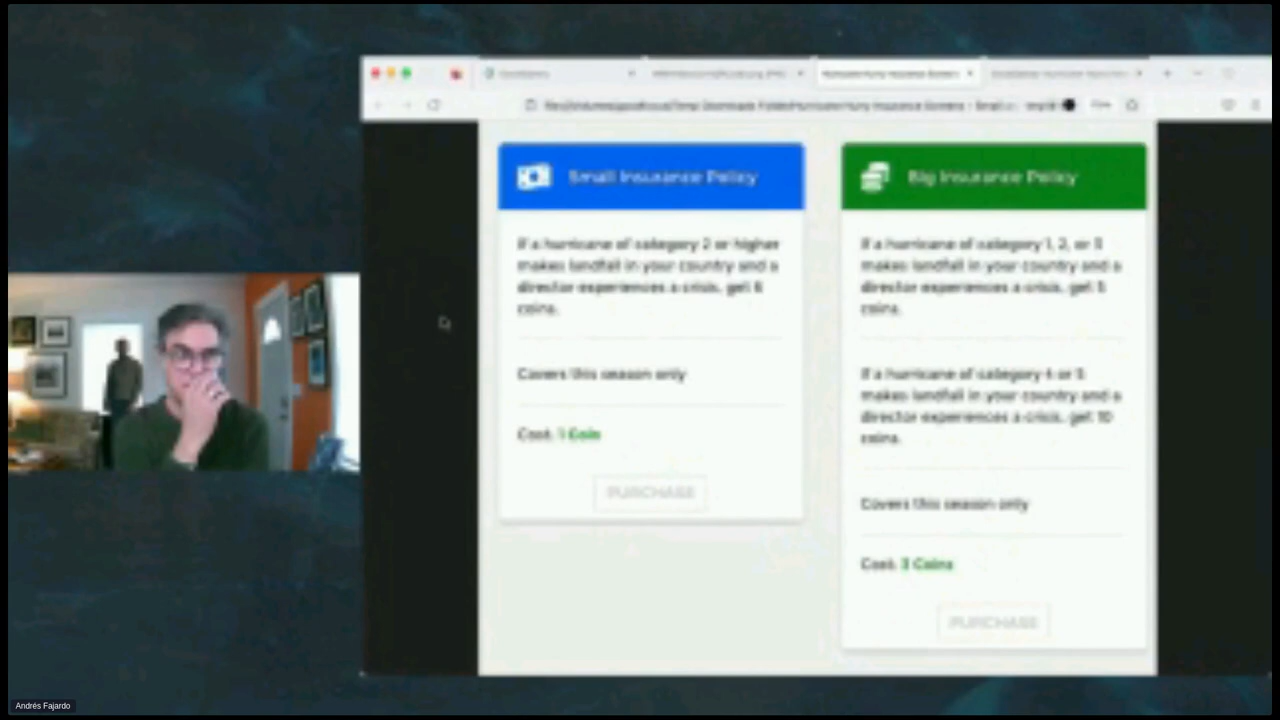 Small Insurance Policy
If a hurricane of category 2 or higher
makes landfall in your country and a
director experiences a crisis, get
coins.
Covers this season only
Cost: 1 Coin
PURCHASE
Big Insurance Policy
If a hurricane of category 1, 2, or 3
makes landfall in your country and a
director experiences a crisis, get 5
coins.
If a hurricane of category 4 or 5
makes landfall in your country and a
director experiences a crisis, get 10
coins.
Covers this season only
Cost: 3 Coins
PURCHASE
Andrés Fajardo